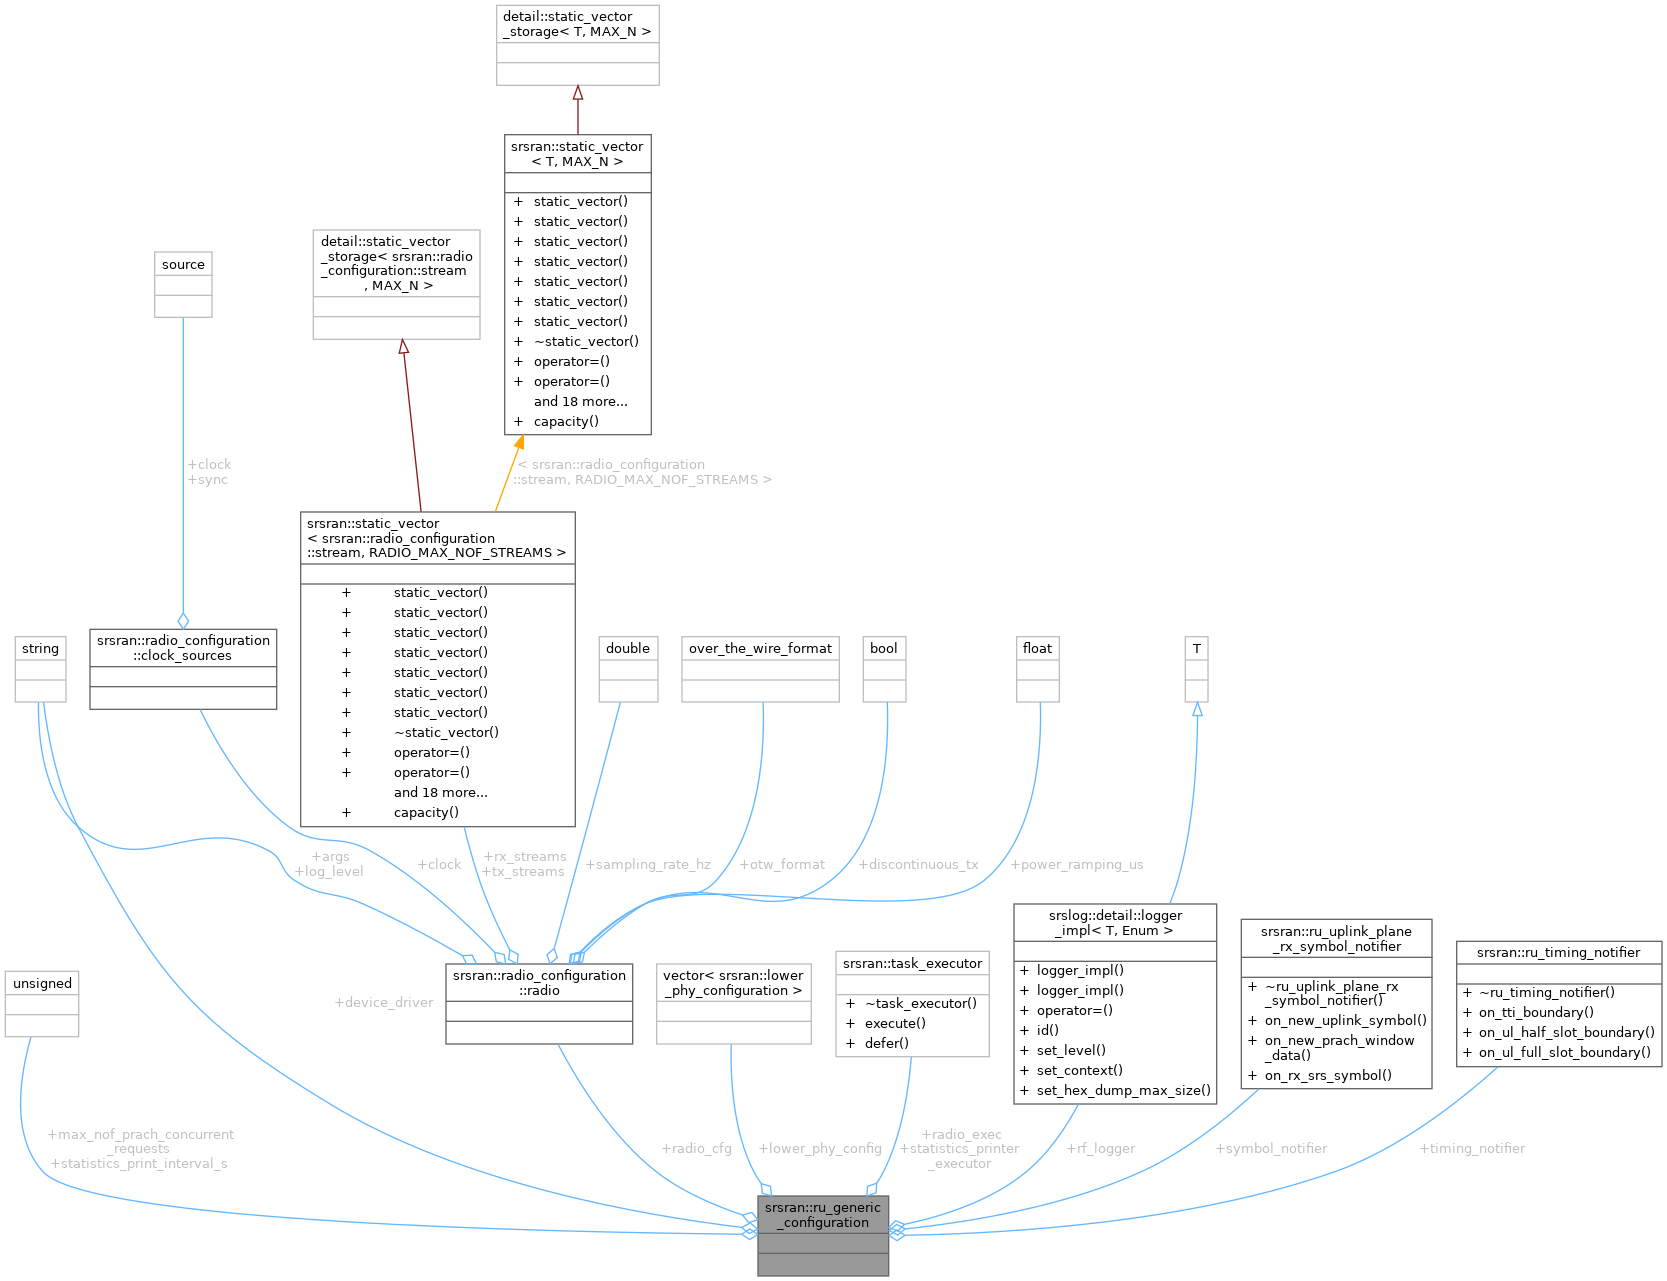 detail::static_vector
_storage< T, MAX_N >
srsran::static_vector
< T, MAX_N >
+ static_vector()
+ static_vector()
+ static_vector()
+ static_vector()
+ static_vector()
+ static_vector()
+ static_vector()
+ ~static_vector()
+ operator=()
+ operator=()
and 18 more...
+ capacity()
detail::static_vector
_storage< srsran::radio
_configuration::stream
, MAX_N >
source
+clock
+sync
< srsran::radio_configuration
::stream, RADIO_MAX_NOF_STREAMS >
srsran::static_vector
< srsran::radio_configuration
::stream, RADIO_MAX_NOF_STREAMS >
+ static_vector()
+ static_vector()
+ static_vector()
+ static_vector()
+ static_vector()
+ static_vector()
+ static_vector()
+ ~static_vector()
+ operator=()
+ operator=()
and 18 more...
+ capacity()
string
srsran::radio_configuration
::clock_sources
double
over_the_wire_format
bool
float
T
+args
+log_level
+clock
+rx_streams
+tx_streams
+sampling_rate_hz
+otw_format
+discontinuous_tx
+power_ramping_us
unsigned
+device_driver
srsran::radio_configuration
::radio
vector< srsran::lower
_phy_configuration >
srsran::task_executor
+ ~task_executor()
+ execute()
+ defer()
srslog::detail::logger
_impl< T, Enum >
+ logger_impl()
+ logger_impl()
+ operator=()
+ id()
+ set_level()
+ set_context()
+ set_hex_dump_max_size()
srsran::ru_uplink_plane
_rx_symbol_notifier
+ ~ru_uplink_plane_rx
_symbol_notifier()
+ on_new_uplink_symbol()
+ on_new_prach_window
_data()
+ on_rx_srs_symbol()
srsran::ru_timing_notifier
+ ~ru_timing_notifier()
+ on_tti_boundary()
+ on_ul_half_slot_boundary()
+ on_ul_full_slot_boundary()
+max_nof_prach_concurrent
_requests
+statistics_print_interval_s
+radio_cfg
+lower_phy_config
+radio_exec
+statistics_printer
_executor
+rf_logger
+symbol_notifier
+timing_notifier
srsran::ru_generic
_configuration